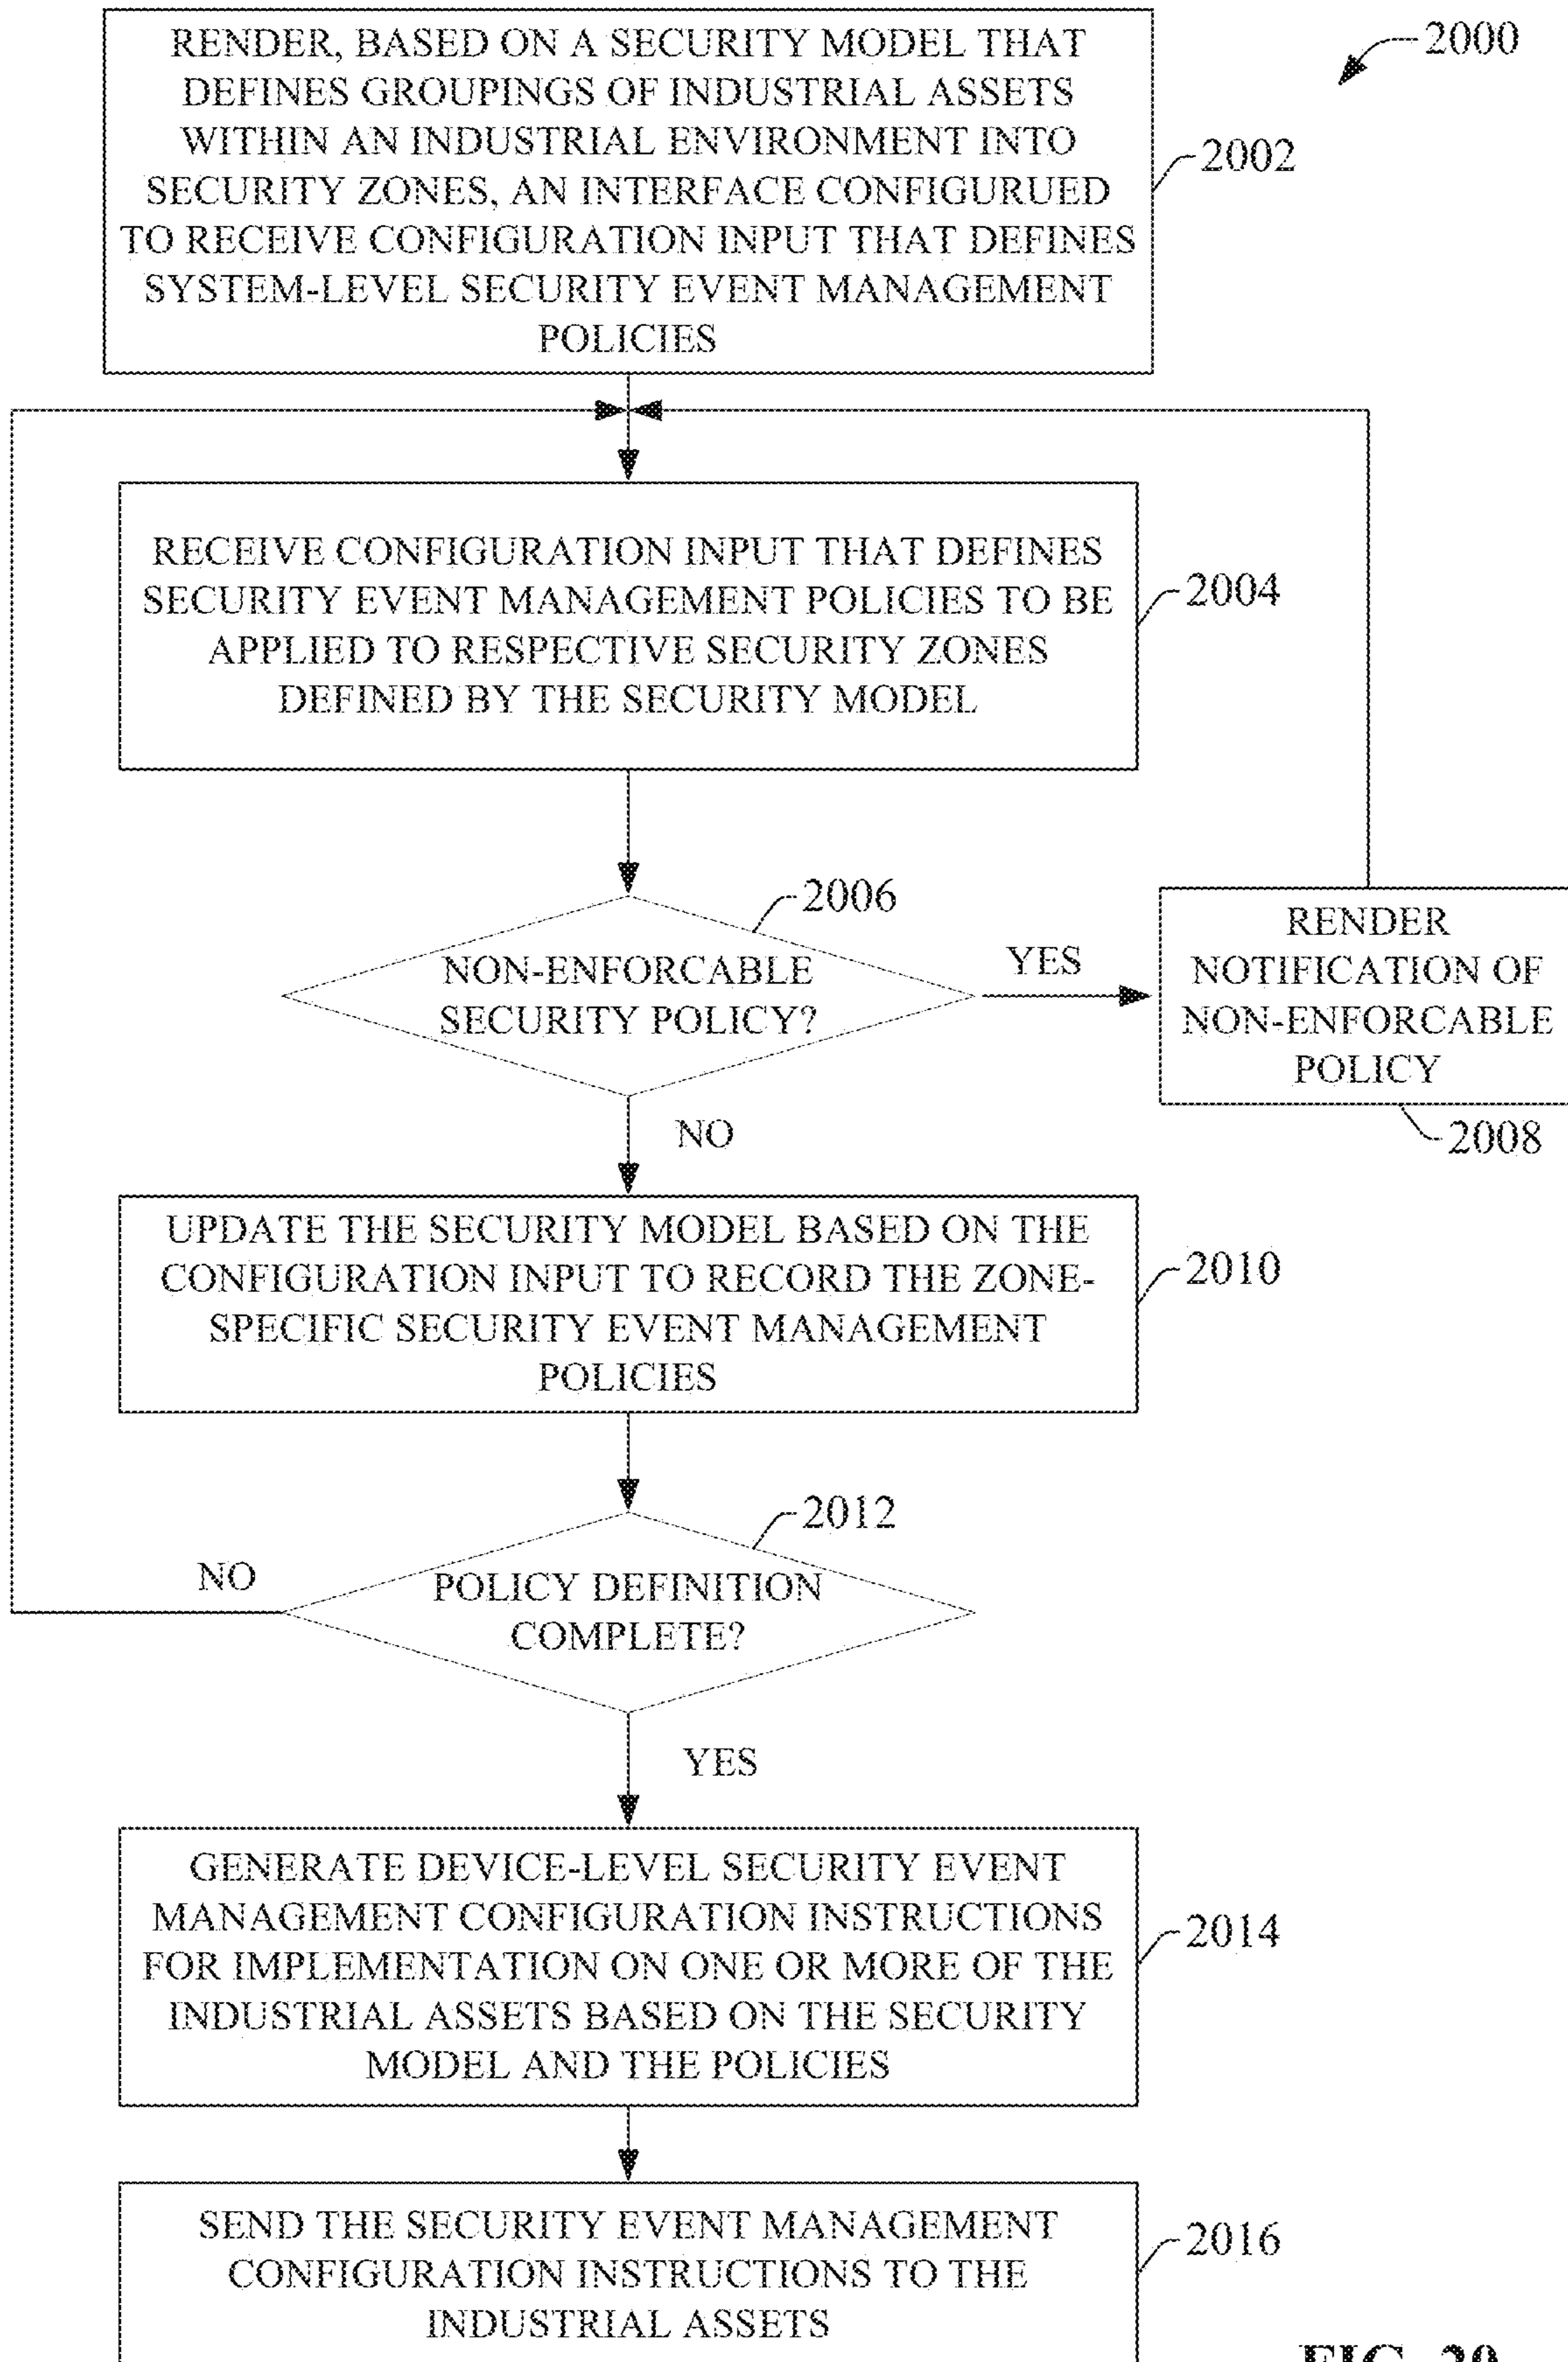 2000
RENDER, BASED ON A SECURITY MODEL THAT
DEFINES GROUPINGS OF INDUSTRIAL ASSETS
WITHIN AN INDUSTRIAL ENVIRONMENT INTO
SECURITY ZONES, AN INTERFACE CONFIGURUED
TO RECEIVE CONFIGURATION INPUT THAT DEFINES
SYSTEM-LEVEL SECURITY EVENT MANAGEMENT
POLICIES
2002
RECEIVE CONFIGURATION INPUT THAT DEFINES
SECURITY EVENT MANAGEMENT POLICIES TO BE
APPLIED TO RESPECTIVE SECURITY ZONES
DEFINED BY THE SECURITY MODEL
2004
2006
NON-ENFORCABLE
SECURITY POLICY?
YES
RENDER
NOTIFICATION OF
NON-ENFORCABLE
POLICY
2008
NO
UPDATE THE SECURITY MODEL BASED ON THE
CONFIGURATION INPUT TO RECORD THE ZONE-
SPECIFIC SECURITY EVENT MANAGEMENT
POLICIES
2010
2012
NO
POLICY DEFINITION
COMPLETE?
YES
GENERATE DEVICE-LEVEL SECURITY EVENT
MANAGEMENT CONFIGURATION INSTRUCTIONS
FOR IMPLEMENTATION ON ONE OR MORE OF THE
INDUSTRIAL ASSETS BASED ON THE SECURITY
MODEL AND THE POLICIES
2014
SEND THE SECURITY EVENT MANAGEMENT
CONFIGURATION INSTRUCTIONS TO THE
INDUSTRIAL ASSETS
2016
FIG. 20